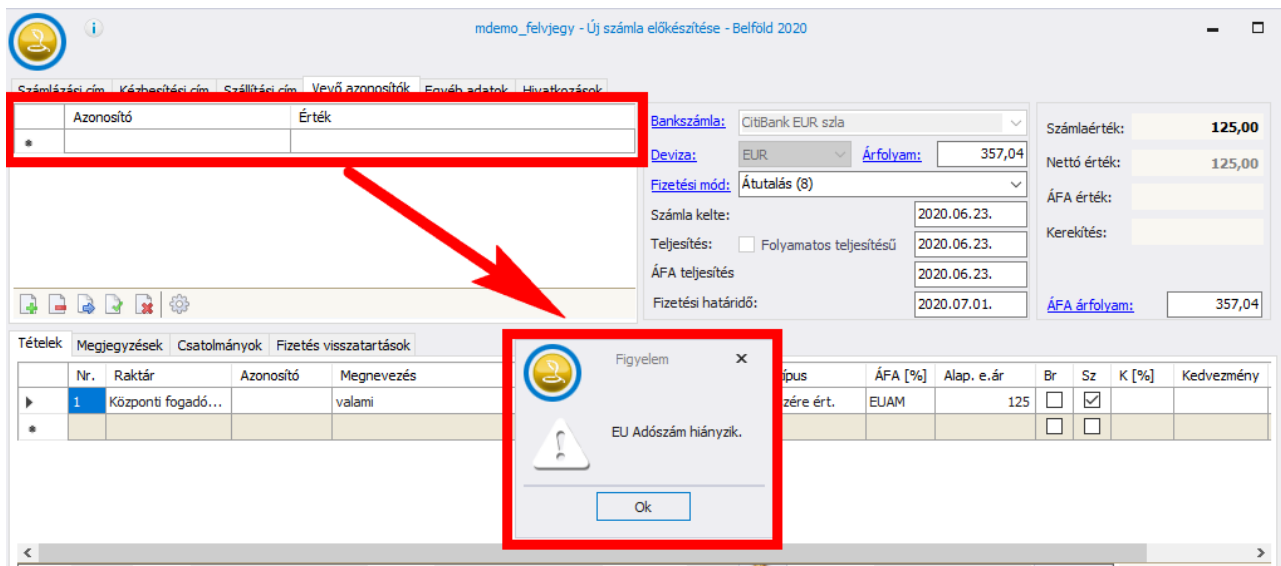 mdemo_felvjegy - Új számla előkészítése - Belföld 2020
Számlázási cím Kézbesítési cím Szállítási cím Vevő azonosítók Egyéb adatok Hivatkozások
Azonosító Érték
Bankszámla: CitiBank EUR szla
Deviza: EUR Árfolyam: 357,04
Fizetési mód: Átutalás (8)
Számla kelte: 2020.06.23.
Teljesítés: Folyamatos teljesítésű 2020.06.23.
ÁFA teljesítés 2020.06.23.
Fizetési határidő: 2020.07.01.
Számlaérték: 125,00
Nettó érték: 125,00
ÁFA érték:
Kerekítés:
ÁFA árfolyam: 357,04
Tételek Megjegyzések Csatolmányok Fizetés visszatartások
Nr. Raktár Azonosító Megnevezés ípus ÁFA [%] Alap. e.ár Br Sz K [%] Kedvezmény
1 Központi fogadó... valami zére ért. EUAM 125
Figyelem
EU Adószám hiányzik.
Ok